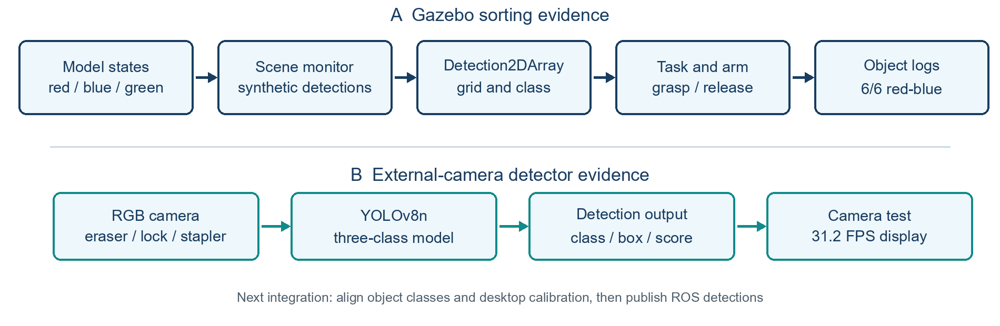 A Gazebo sorting evidence
Model states
red / blue / green
Scene monitor
synthetic detections
Detection2DArray
grid and class
Task and arm
grasp / release
Object logs
6/6 red-blue
B External-camera detector evidence
RGB camera
eraser / lock / stapler
YOLOv8n
three-class model
Detection output
class / box / score
Camera test
31.2 FPS display
Next integration: align object classes and desktop calibration, then publish ROS detections